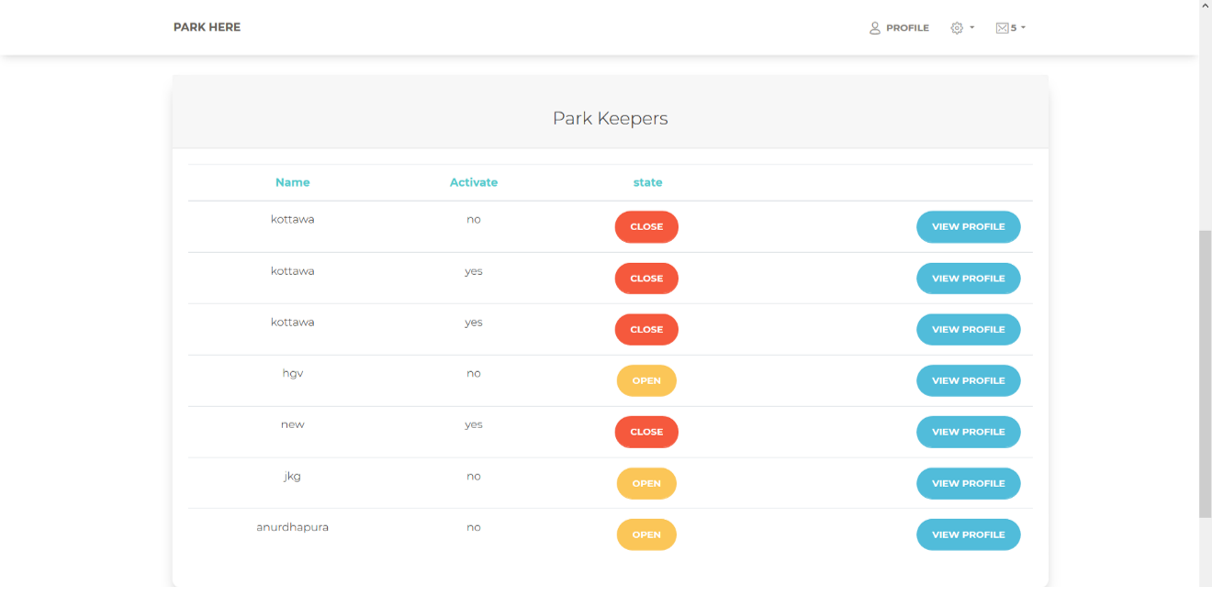 PARK HERE PROFILE 5
Park Keepers
Name Activate state
kottawa no CLOSE VIEW PROFILE
kottawa yes CLOSE VIEW PROFILE
kottawa yes CLOSE VIEW PROFILE
hgv no OPEN VIEW PROFILE
new yes CLOSE VIEW PROFILE
jkg no OPEN VIEW PROFILE
anurdhapura no OPEN VIEW PROFILE